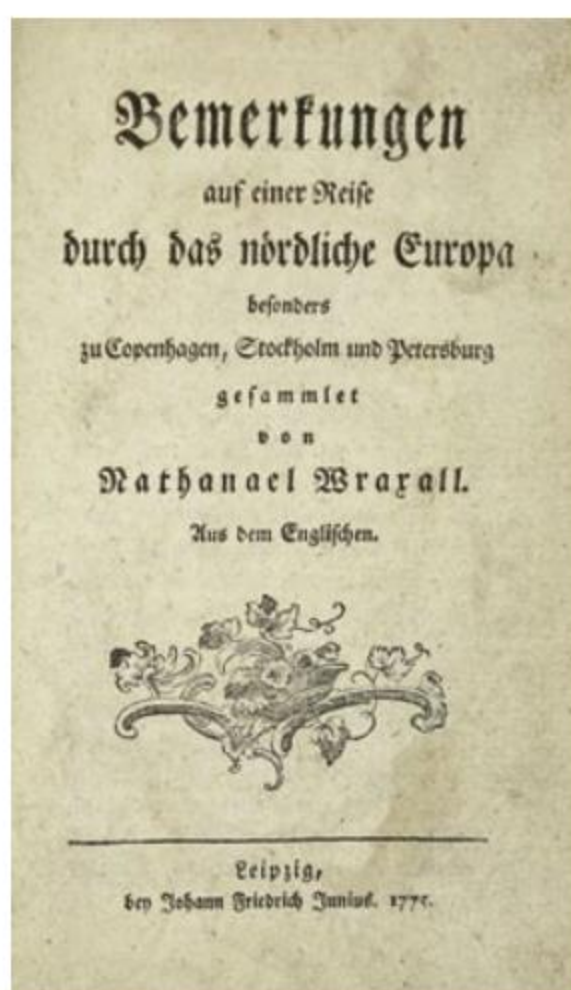 Bemerkungen
auf einer Reise
durch das nördliche Europa
besonders
zu Copenhagen, Stockholm und Petersburg
gesammlet
von
Nathanael Wraxall.
Aus dem Englischen.
Leipzig,
bey Johann Friedrich Junius. 1775.